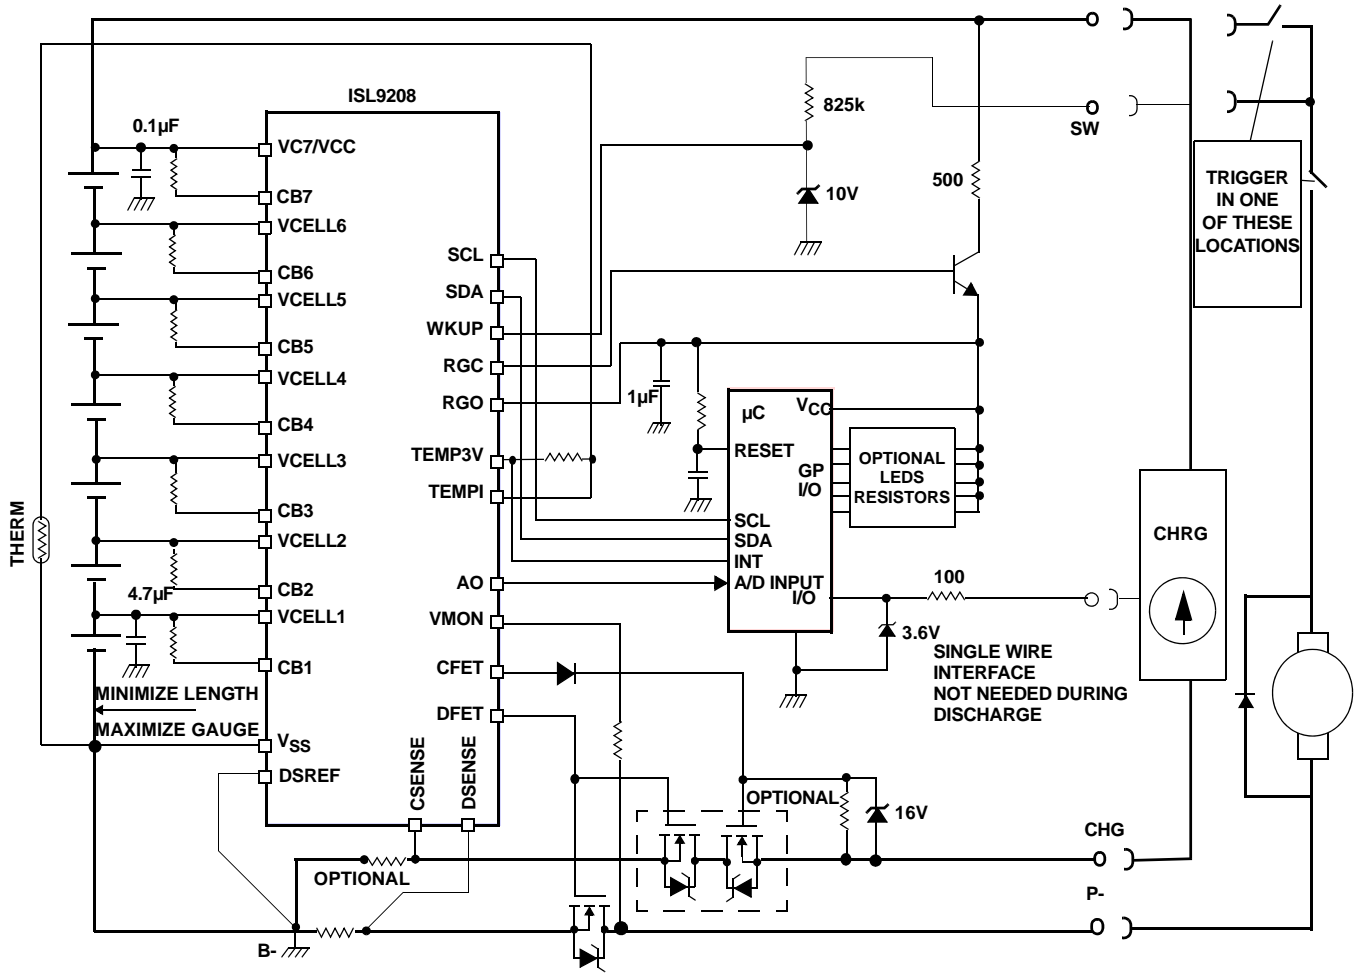 ISL9208
0.1µF
VC7/VCC
CB7
VCELL6
CB6
VCELL5
CB5
VCELL4
CB4
VCELL3
CB3
VCELL2
CB2
4.7µF
VCELL1
CB1
MINIMIZE LENGTH
MAXIMIZE GAUGE
VSS
DSREF
THERM
SCL
SDA
WKUP
RGC
RGO
TEMP3V
TEMPI
AO
VMON
CFET
DFET
CSENSE
DSENSE
OPTIONAL
B-
825k
10V
500
SW
TRIGGER
IN ONE
OF THESE
LOCATIONS
1µF
µC
VCC
RESET
GP
I/O
SCL
SDA
INT
A/D INPUT
I/O
OPTIONAL
LEDS
RESISTORS
100
3.6V
SINGLE WIRE
INTERFACE
NOT NEEDED DURING
DISCHARGE
CHRG
OPTIONAL
16V
CHG
P-